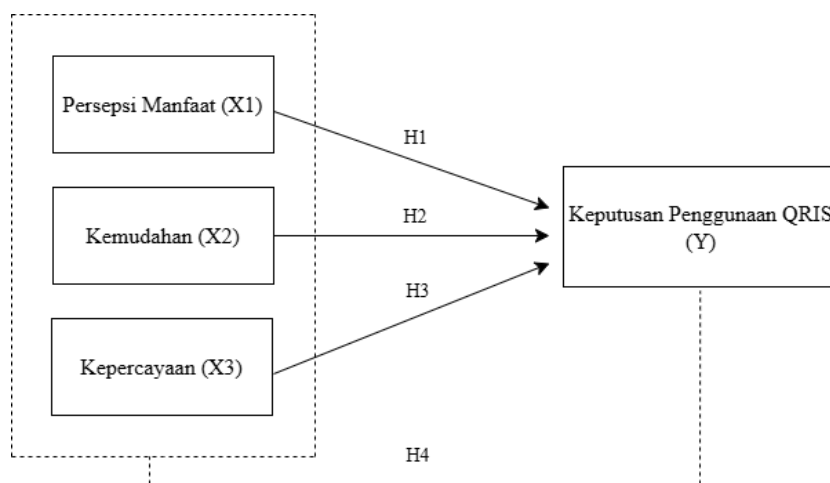 Persepsi Manfaat (X1)
H1
Kemudahan (X2)
H2
Keputusan Penggunaan QRIS
(Y)
H3
Kepercayaan (X3)
H4